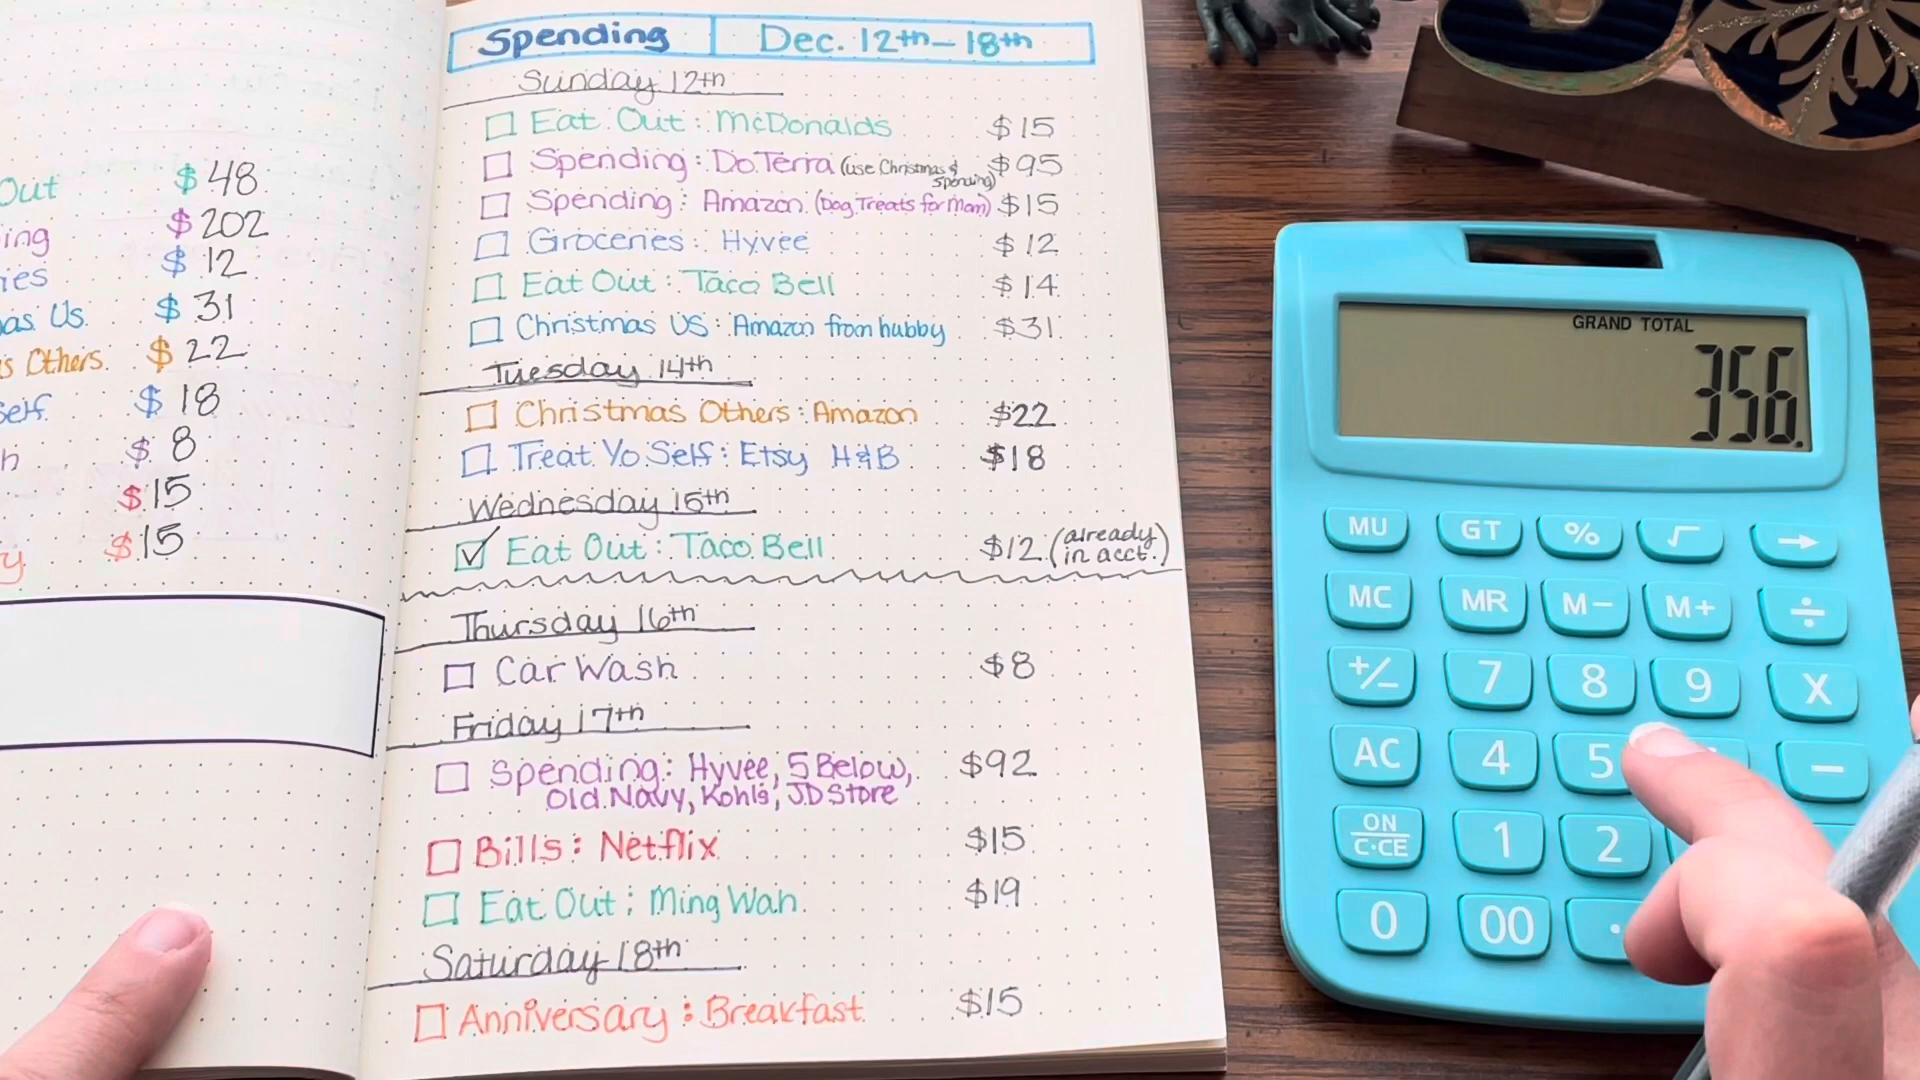 Out $48
ing $202
ies $12
as Us $31
s Others $22
Self $18
h $8
$15
y $15
Spending Dec. 12th-18th
Sunday 12th
Eat Out: McDonalds $15
Spending: DoTerra (use Christmas & spending) $95
Spending: Amazon (Dog Treats for Mom) $15
Groceries: Hyvee $12
Eat Out: Taco Bell $14
Christmas US: Amazon from hubby $31
Tuesday 14th
Christmas Others: Amazon $22
Treat Yo Self: Etsy H&B $18
Wednesday 15th
Eat Out: Taco Bell $12 (already in acct.)
Thursday 16th
Car Wash $8
Friday 17th
Spending: Hyvee, 5 Below, $92
Old Navy, Kohls, JD Store
Bills: Netflix $15
Eat Out: Ming Wah $19
Saturday 18th
Anniversary: Breakfast $15
GRAND TOTAL
356.
MU GT % √ →
MC MR M− M+ ÷
+/− 7 8 9 X
AC 4 5 −
ON
C·CE 1 2
0 00 .